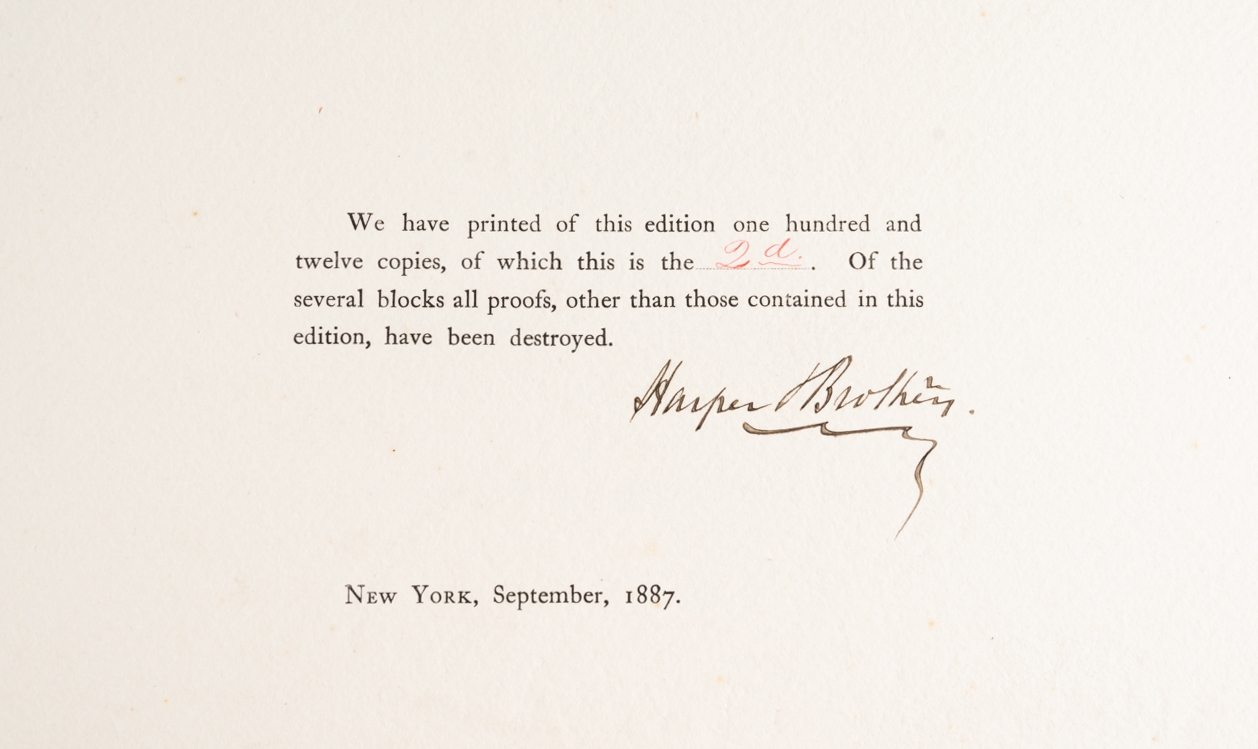 We have printed of this edition one hundred and
twelve copies, of which this is the 2d. . Of the
several blocks all proofs, other than those contained in this
edition, have been destroyed.
Harper & Brothers.
New York, September, 1887.